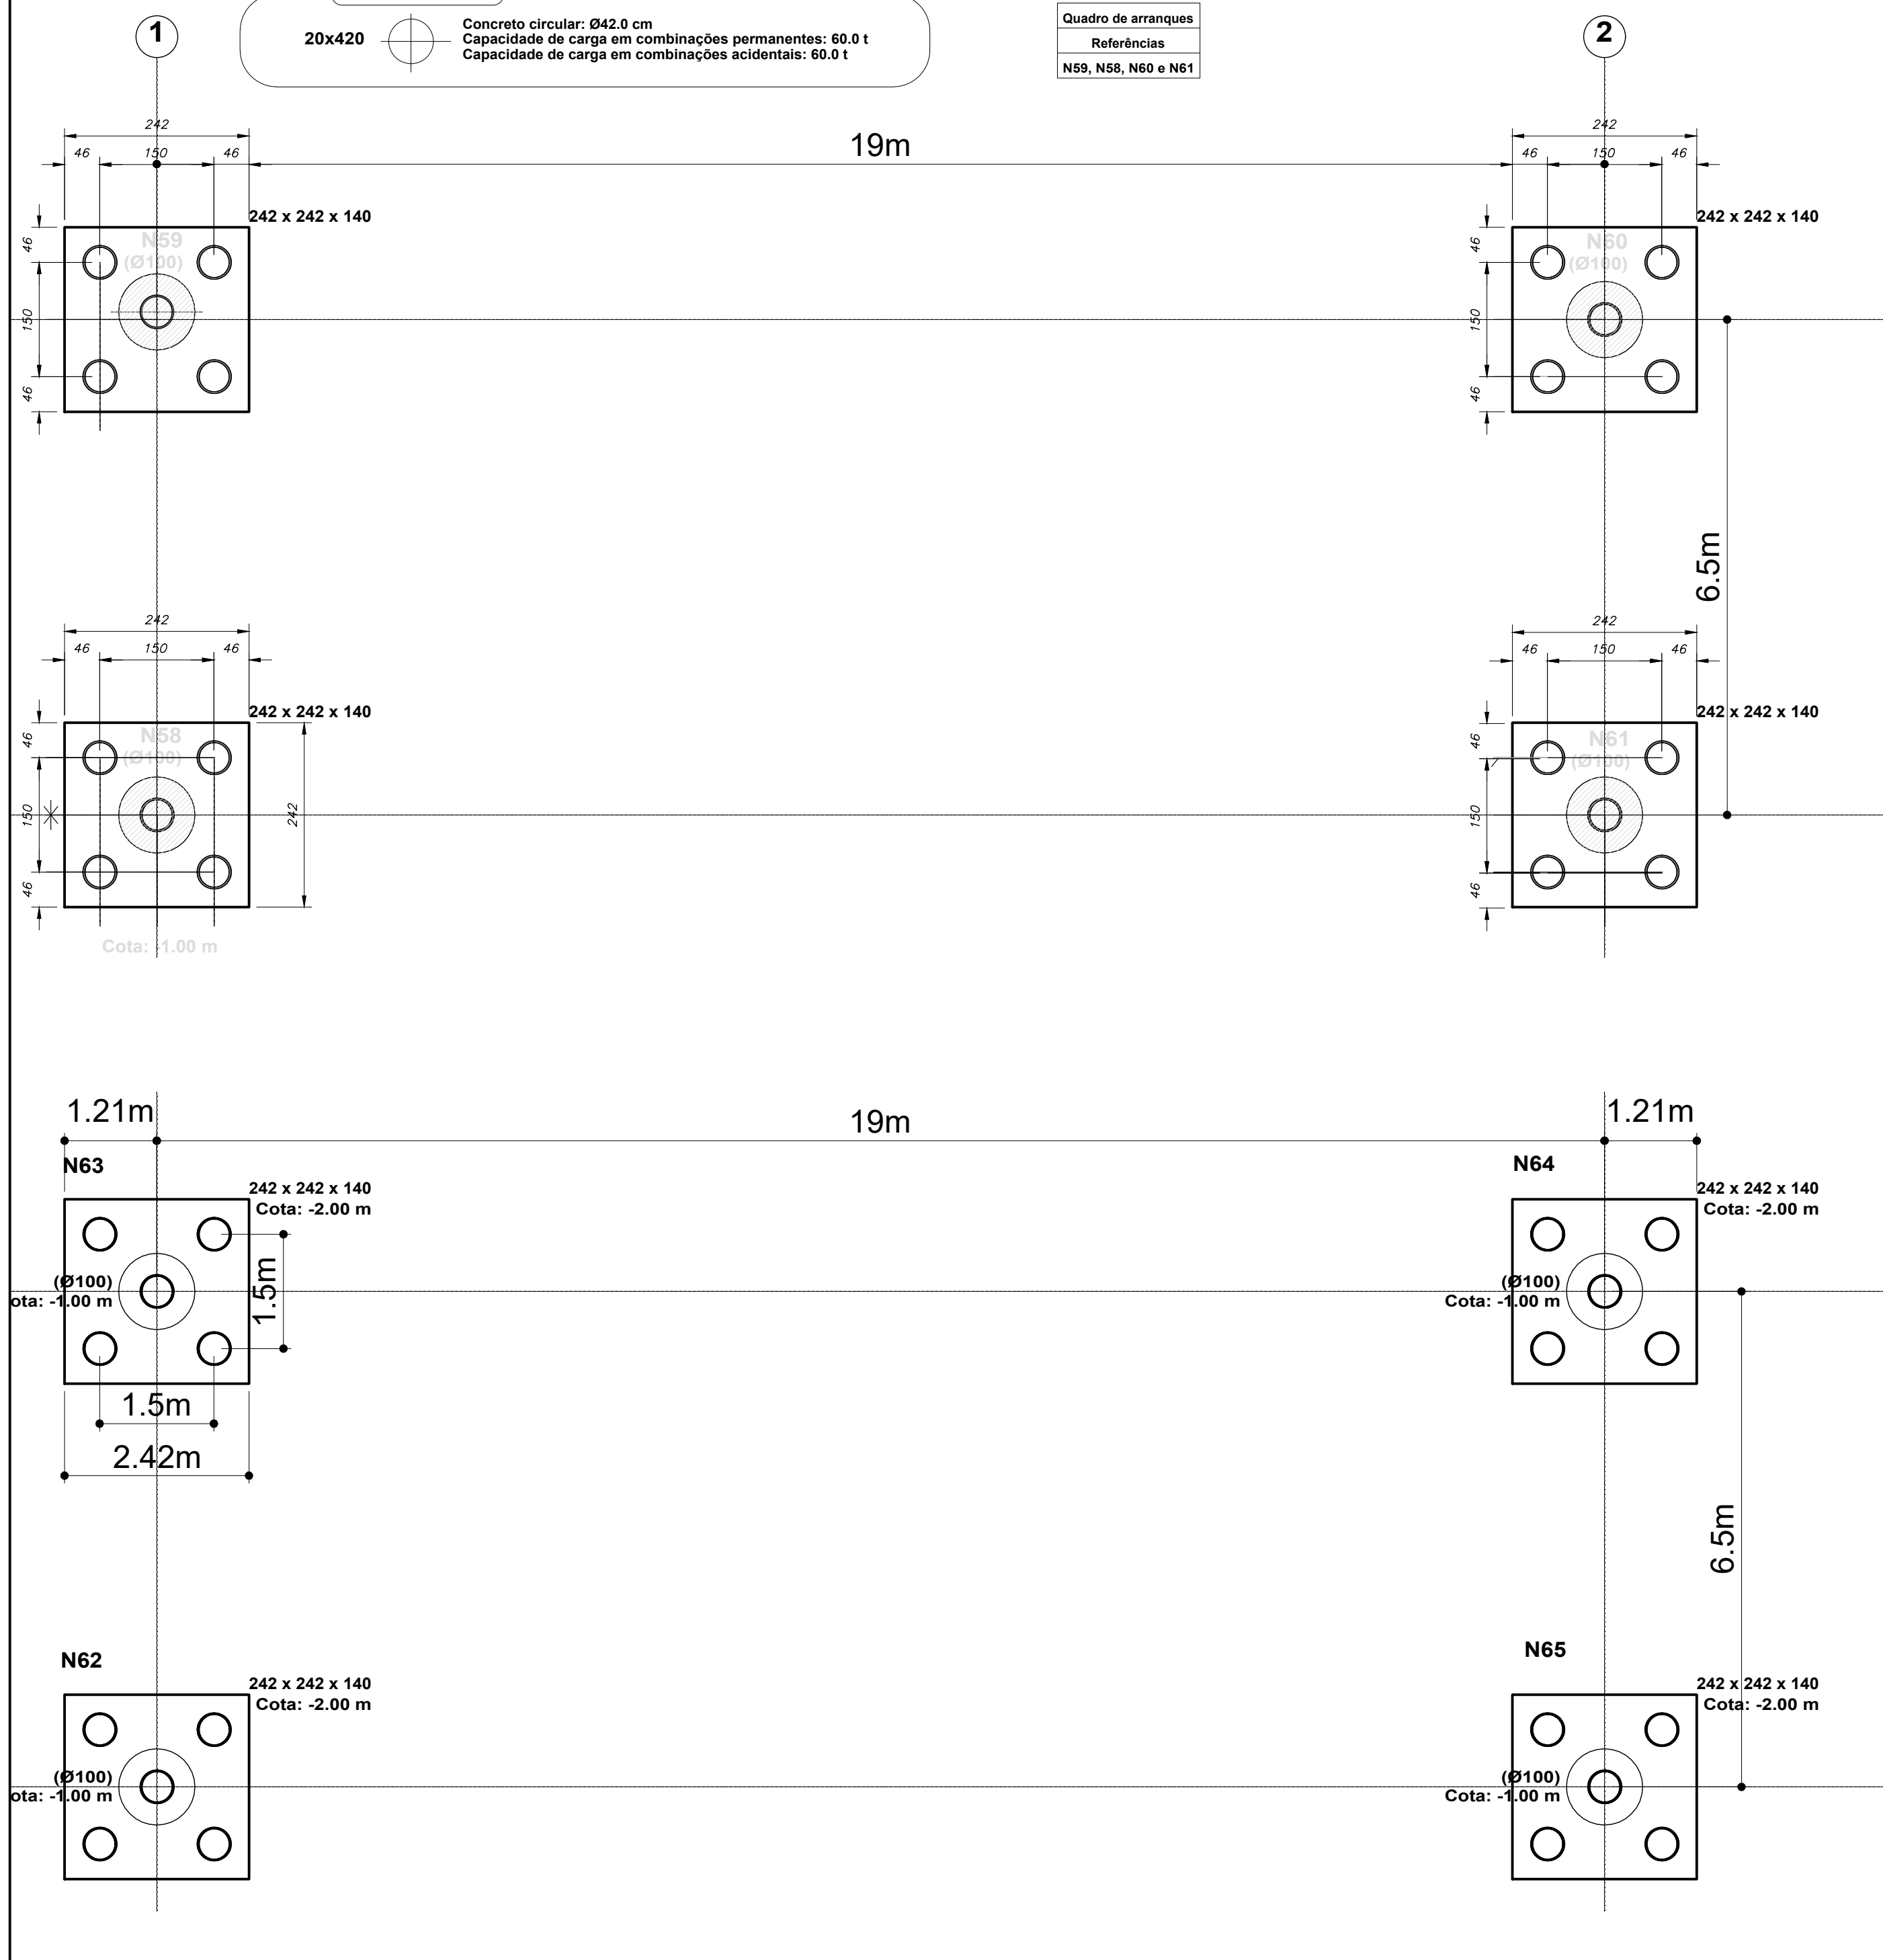 1
20x420
Concreto circular: Ø42.0 cm
Capacidade de carga em combinações permanentes: 60.0 t
Capacidade de carga em combinações acidentais: 60.0 t
Quadro de arranques
Referências
N59, N58, N60 e N61
2
242
46 150 46
19m
242
46 150 46
242 x 242 x 140
N59
(Ø100)
46
150
46
242 x 242 x 140
N60
(Ø100)
46
150
46
6.5m
242
46 150 46
242
46 150 46
242 x 242 x 140
N58
(Ø100)
46
150
46
242
Cota: -1.00 m
242 x 242 x 140
N61
(Ø100)
46
150
46
1.21m
19m
1.21m
N63
242 x 242 x 140
Cota: -2.00 m
(Ø100)
ota: -1.00 m
1.5m
1.5m
2.42m
N64
242 x 242 x 140
Cota: -2.00 m
(Ø100)
Cota: -1.00 m
6.5m
N62
242 x 242 x 140
Cota: -2.00 m
(Ø100)
ota: -1.00 m
N65
242 x 242 x 140
Cota: -2.00 m
(Ø100)
Cota: -1.00 m